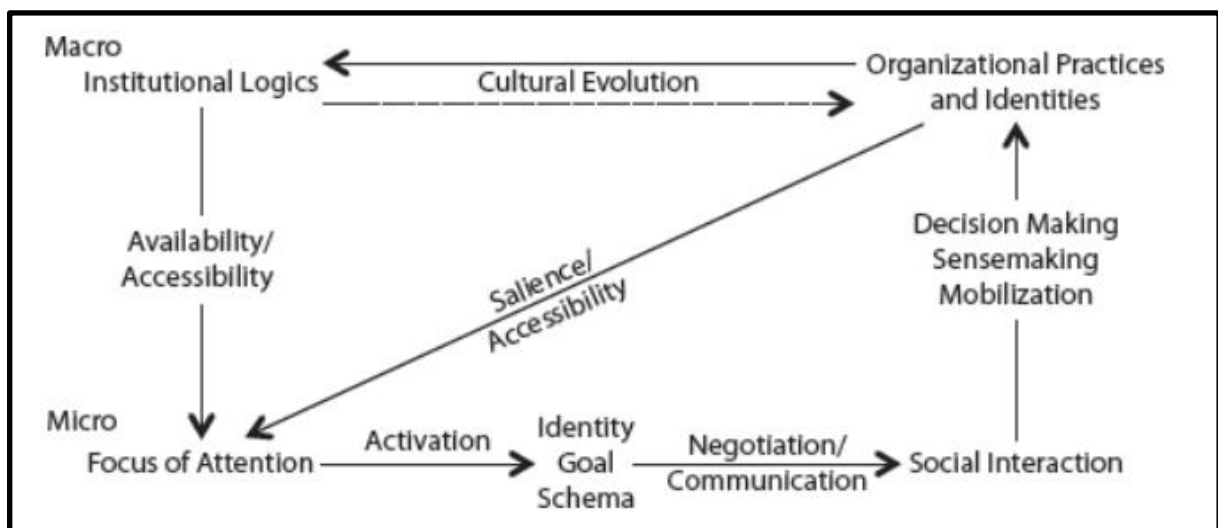 Macro
Institutional Logics
Cultural Evolution
Organizational Practices
and Identities
Availability/
Accessibility
Salience/
Accessibility
Decision Making
Sensemaking
Mobilization
Micro
Focus of Attention
Activation
Identity
Goal
Schema
Negotiation/
Communication
Social Interaction